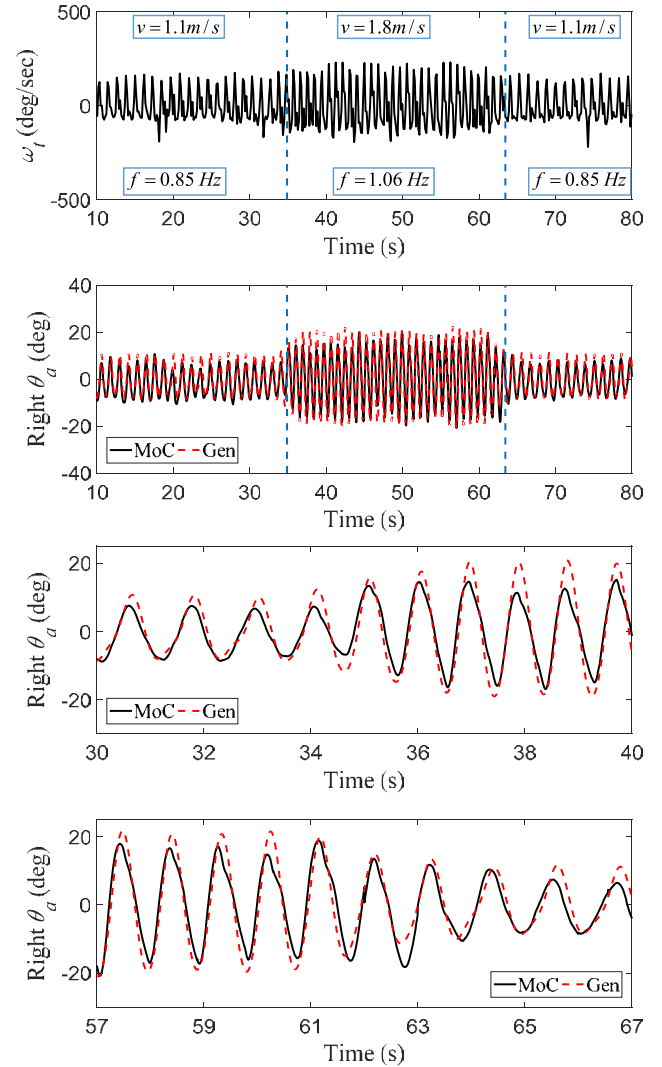 500
v = 1.1m / s
v = 1.8m / s
v = 1.1m / s
0
ω_t (deg/sec)
f = 0.85 Hz
f = 1.06 Hz
f = 0.85 Hz
-500
10 20 30 40 50 60 70 80
Time (s)
40
20
0
-20
-40
Right θ_a (deg)
MoC Gen
10 20 30 40 50 60 70 80
Time (s)
20
0
-20
Right θ_a (deg)
MoC Gen
30 32 34 36 38 40
Time (s)
20
0
-20
Right θ_a (deg)
MoC Gen
57 59 61 63 65 67
Time (s)